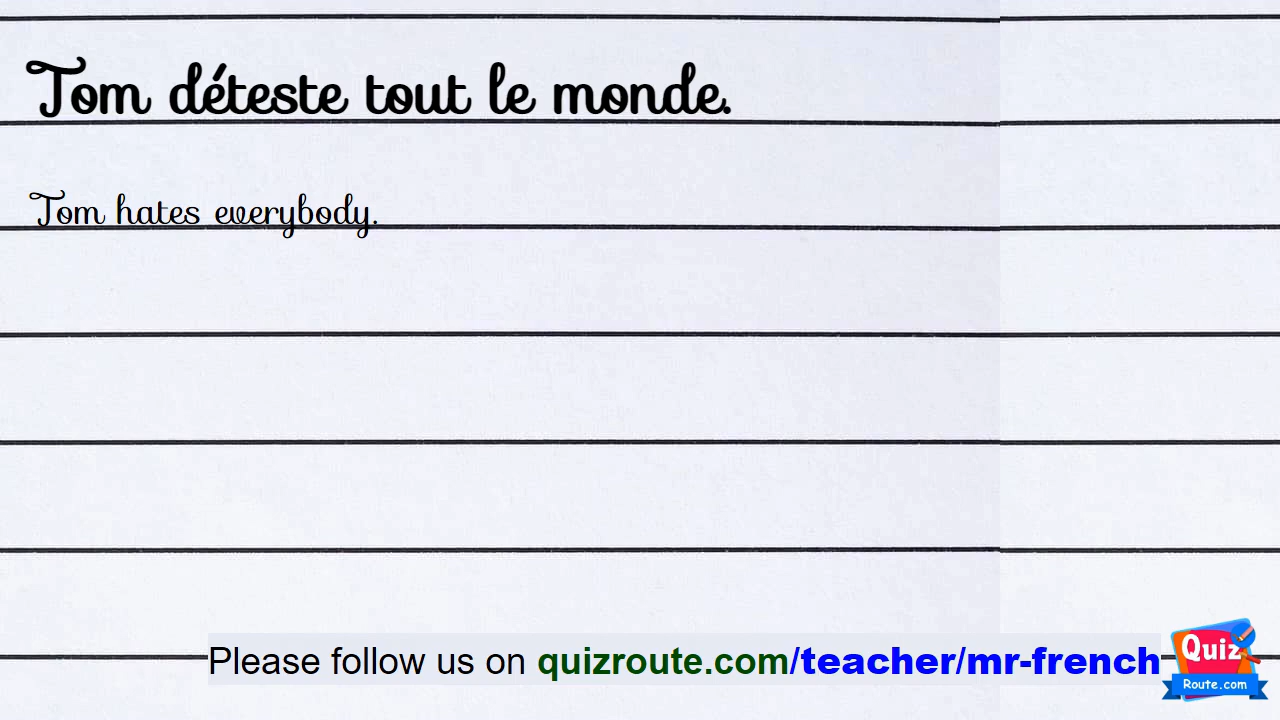 Tom déteste tout le monde.
Tom hates everybody.
Please follow us on quizroute.com/teacher/mr-french
Quiz
Route.com